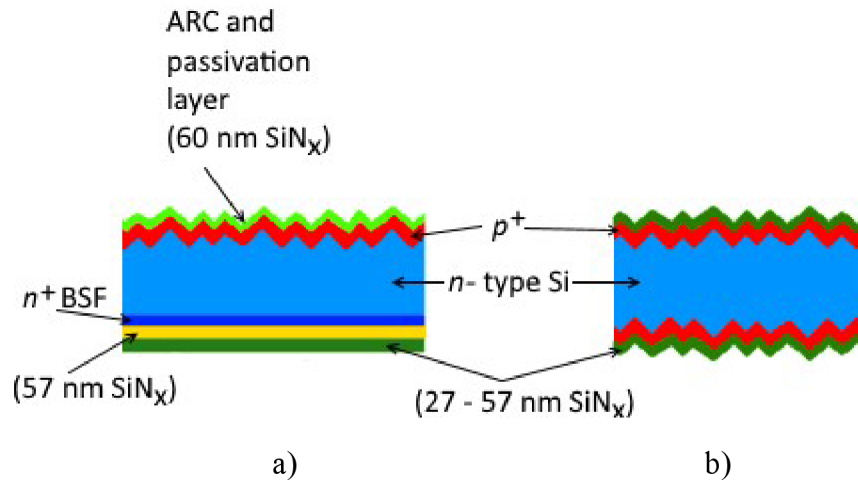 ARC and
passivation
layer
(60 nm SiNx)
p+
n- type Si
n+ BSF
(57 nm SiNx)
(27 - 57 nm SiNx)
a)
b)